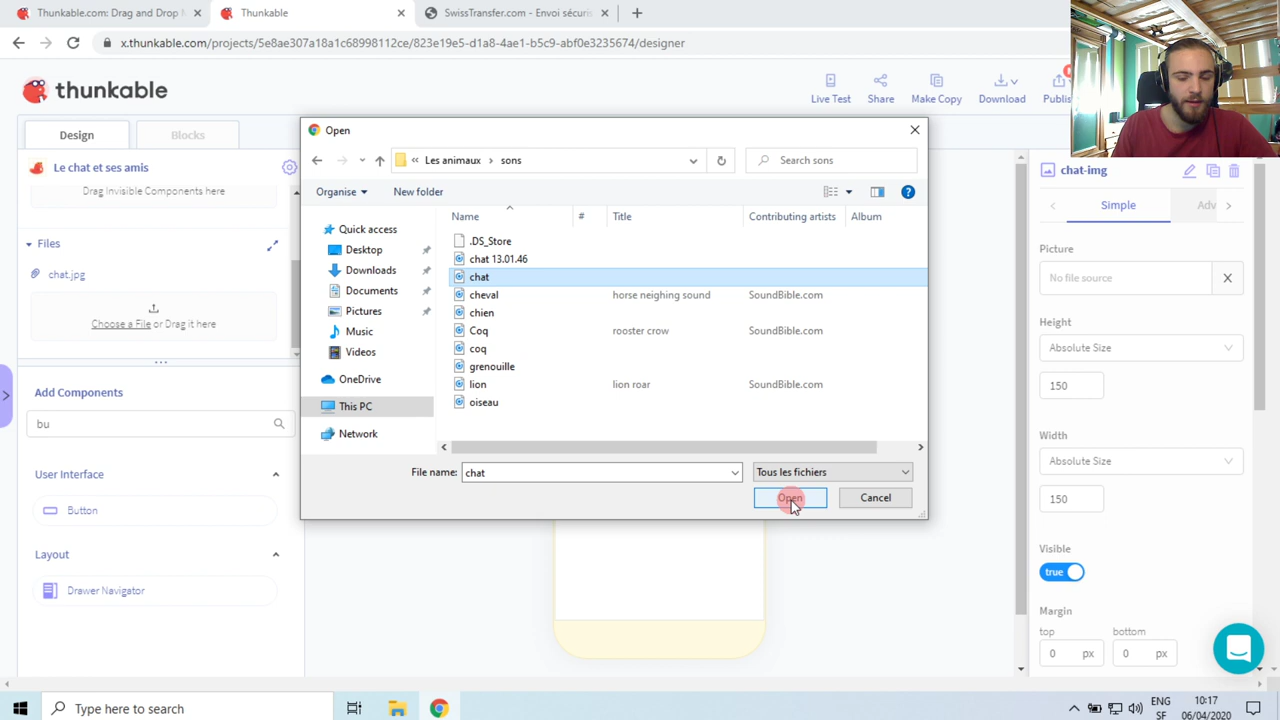 Thunkable.com: Drag and Drop M
Thunkable
SwissTransfer.com - Envoi sécuris
x.thunkable.com/projects/5e8ae307a18a1c68998112ce/823e19e5-d1a8-4ae1-b5c9-abf0e3235674/designer
thunkable
Live Test
Share
Make Copy
Download
Publis
Design
Blocks
Le chat et ses amis
Drag Invisible Components here
Files
chat.jpg
Choose a File or Drag it here
Add Components
bu
User Interface
Button
Layout
Drawer Navigator
Open
Les animaux
sons
Search sons
Organise
New folder
Quick access
Desktop
Downloads
Documents
Pictures
Music
Videos
OneDrive
This PC
Network
Name # Title Contributing artists Album
.DS_Store
chat 13.01.46
chat
cheval horse neighing sound SoundBible.com
chien
Coq rooster crow SoundBible.com
coq
grenouille
lion lion roar SoundBible.com
oiseau
File name: chat
Tous les fichiers
Open
Cancel
chat-img
Simple
Adv
Picture
No file source
Height
Absolute Size
150
Width
Absolute Size
150
Visible
true
Margin
top bottom
0 px 0 px
Type here to search
ENG
SF
10:17
06/04/2020